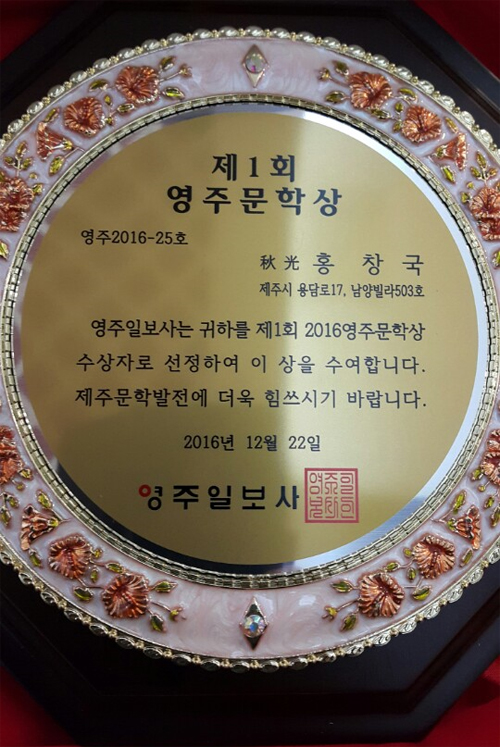 제1회
영주문학상
영주2016-25호
秋光 홍 창 국
제주시 용담로17, 남양빌라503호
영주일보사는 귀하를 제1회 2016영주문학상
수상자로 선정하여 이 상을 수여합니다.
제주문학발전에 더욱 힘쓰시기 바랍니다.
2016년 12월 22일
영주일보사